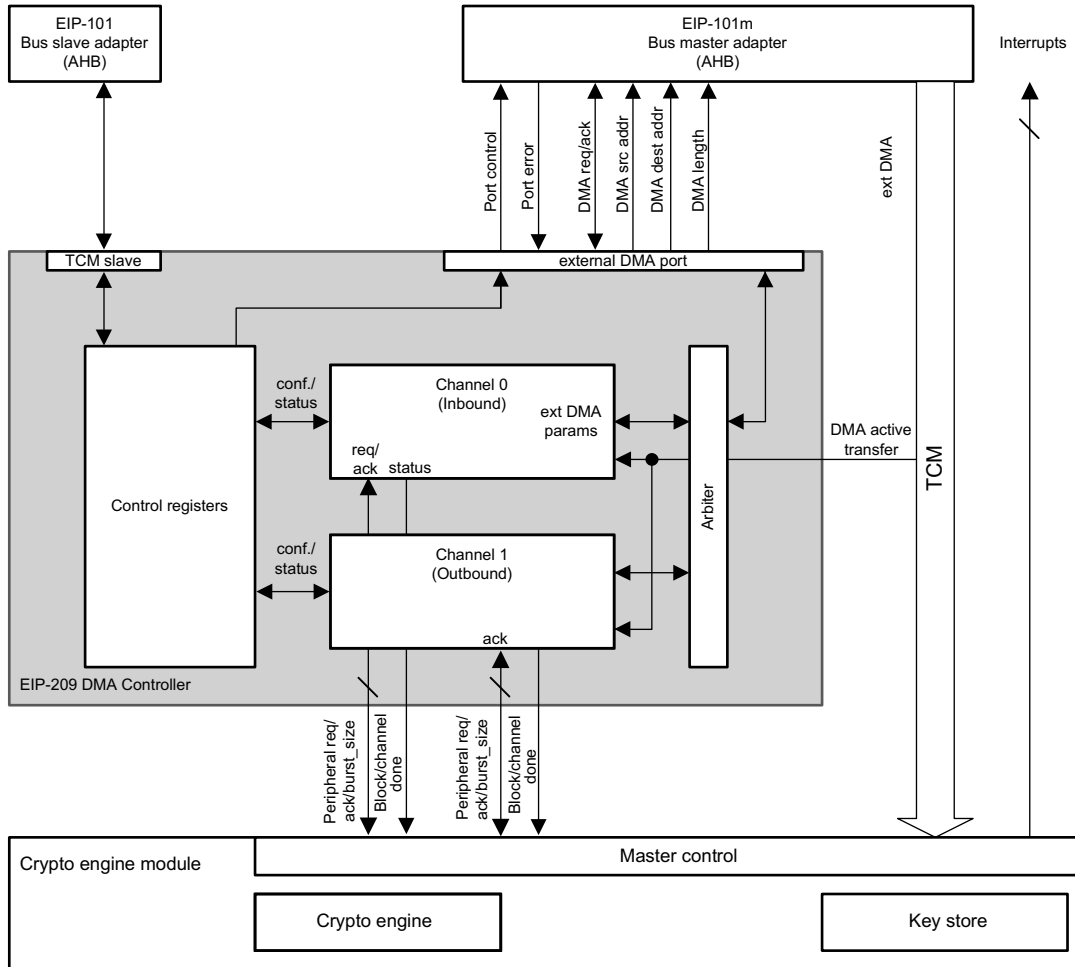 EIP-101
Bus slave adapter
(AHB)
EIP-101m
Bus master adapter
(AHB)
Interrupts
Port control
Port error
DMA req/ack
DMA src addr
DMA dest addr
DMA length
ext DMA
TCM slave
external DMA port
Control registers
conf./
status
Channel 0
(Inbound)
ext DMA
params
req/
ack
status
conf./
status
Channel 1
(Outbound)
ack
Arbiter
DMA active
transfer
TCM
EIP-209 DMA Controller
Peripheral req/
ack/burst_size
Block/channel
done
Peripheral req/
ack/burst_size
Block/channel
done
Crypto engine module
Master control
Crypto engine
Key store